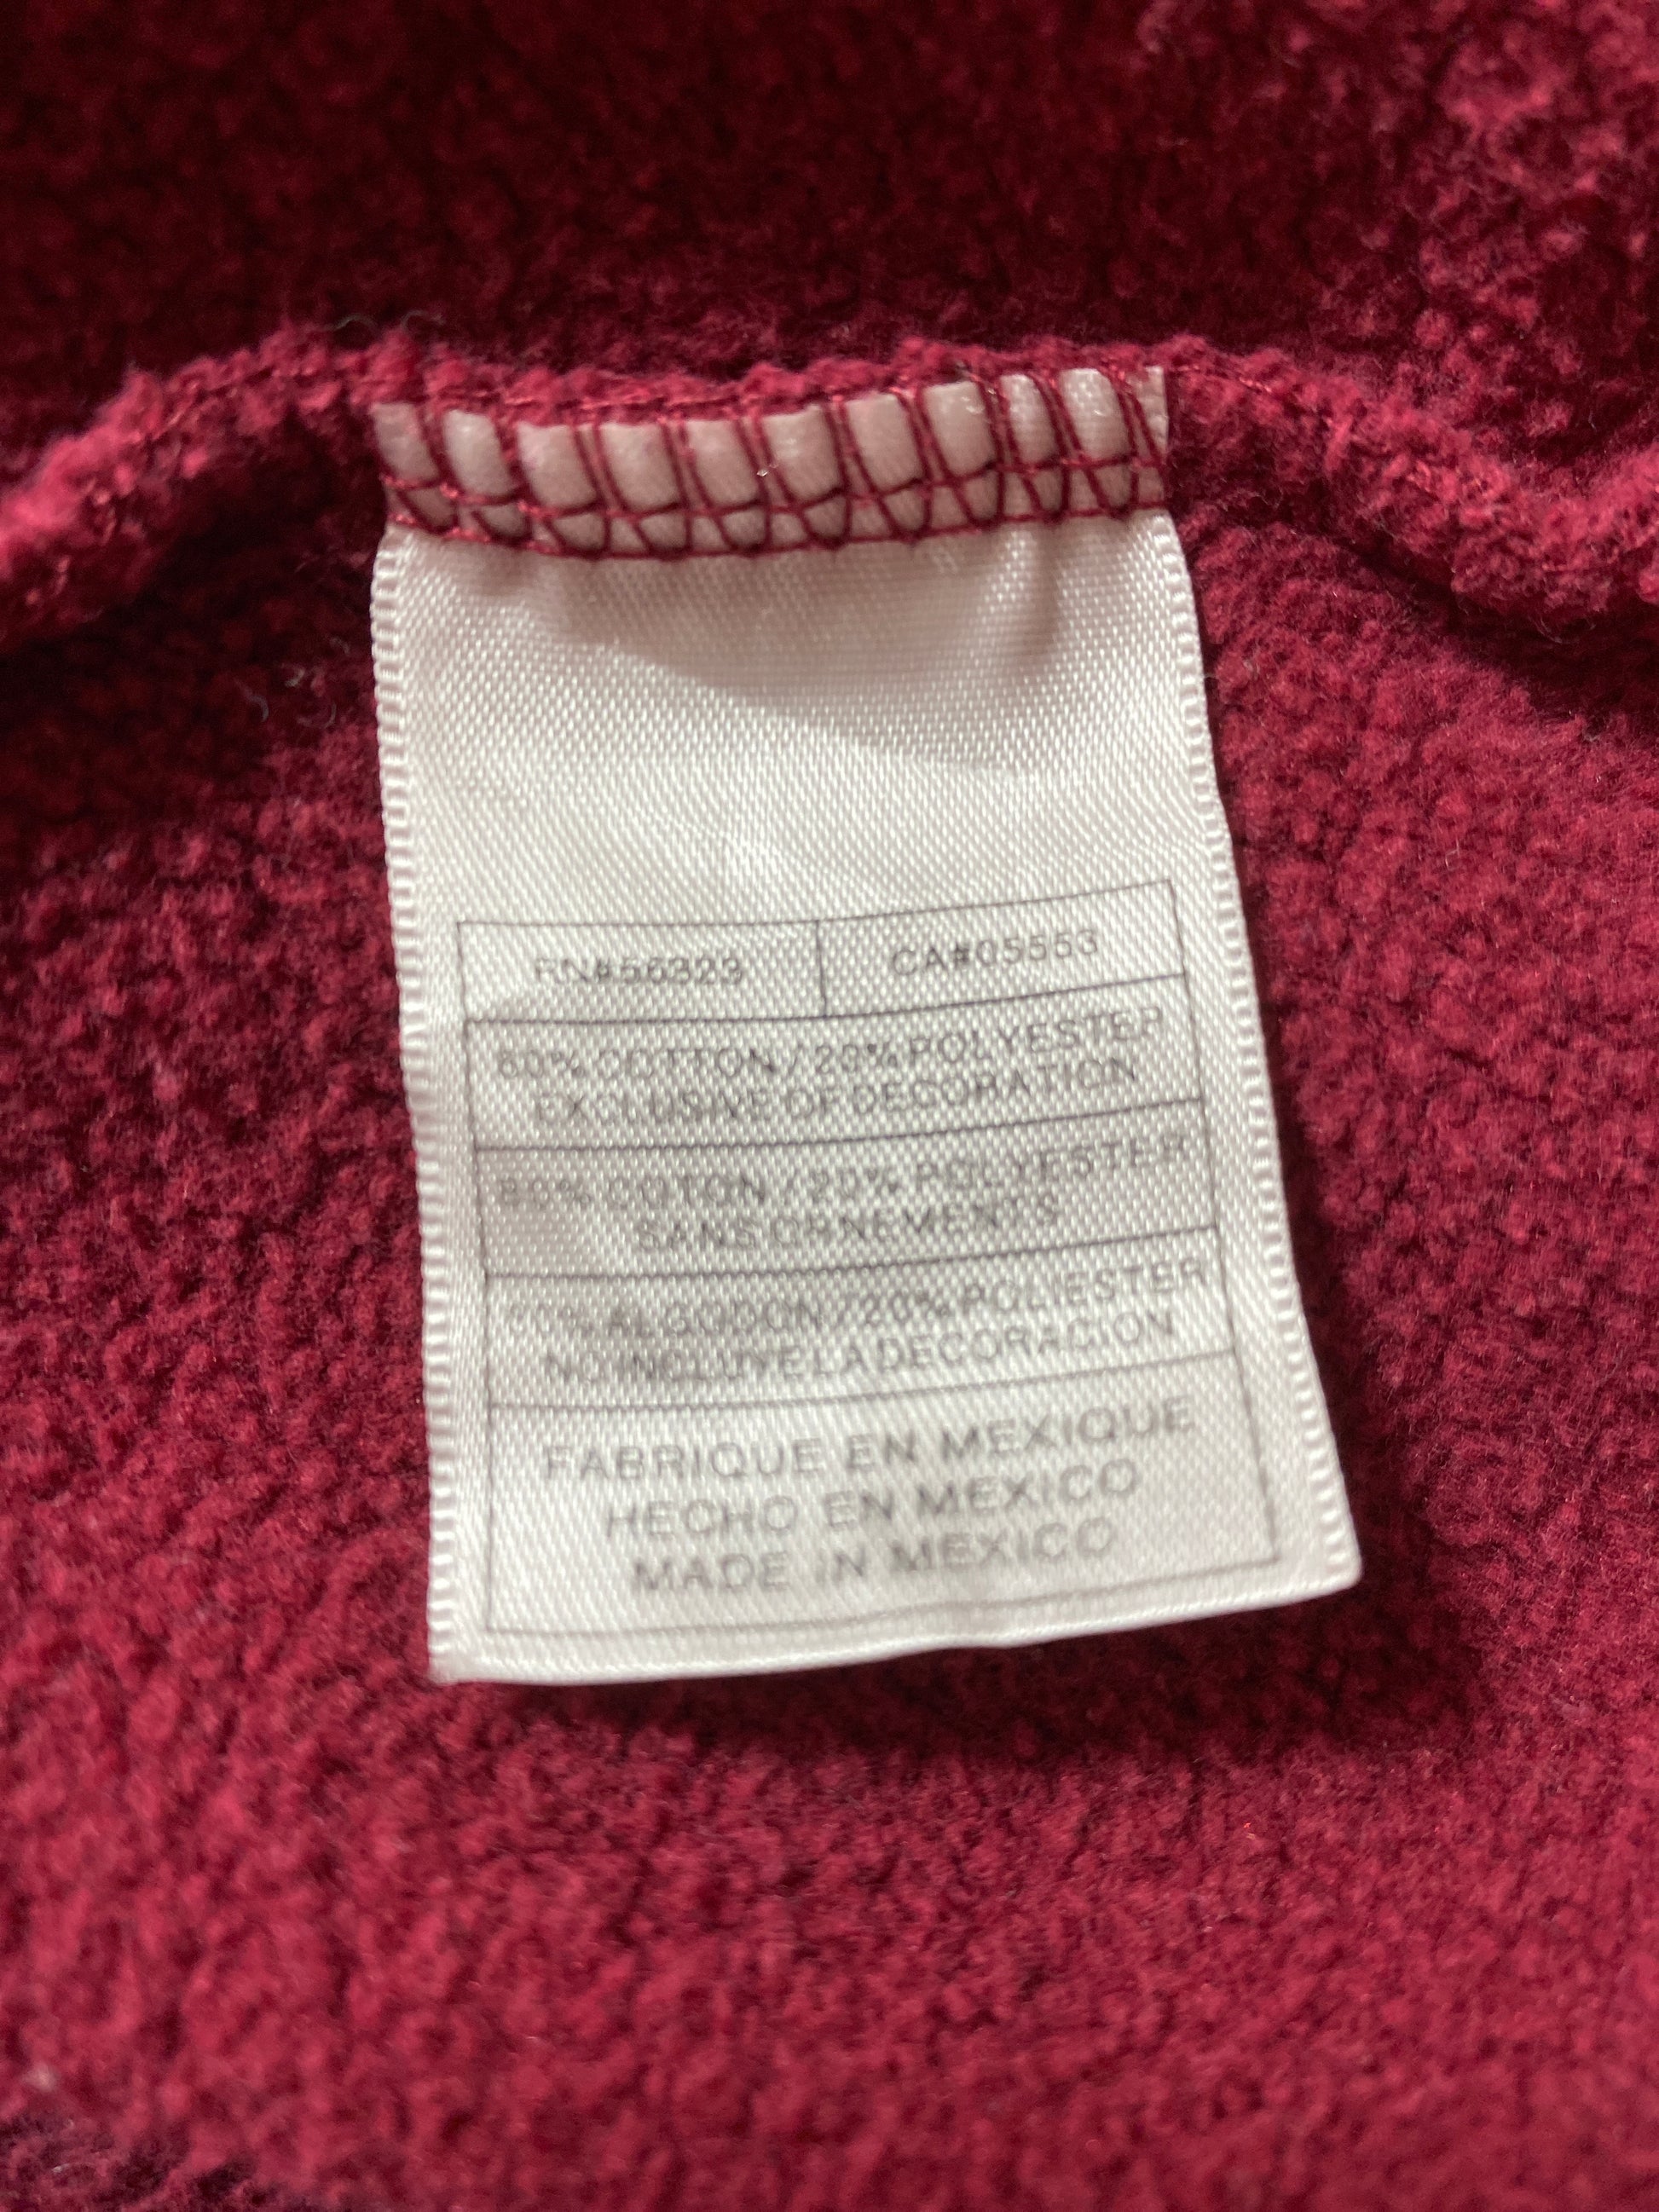 RN#56323 CA#05553
80% COTTON / 20% POLYESTER
EXCLUSIVE OF DECORATION
80% COTON / 20% POLYESTER
SANS ORNEMENTS
80% ALGODON / 20% POLIESTER
NO INCLUYE LA DECORACION
FABRIQUE EN MEXIQUE
HECHO EN MEXICO
MADE IN MEXICO